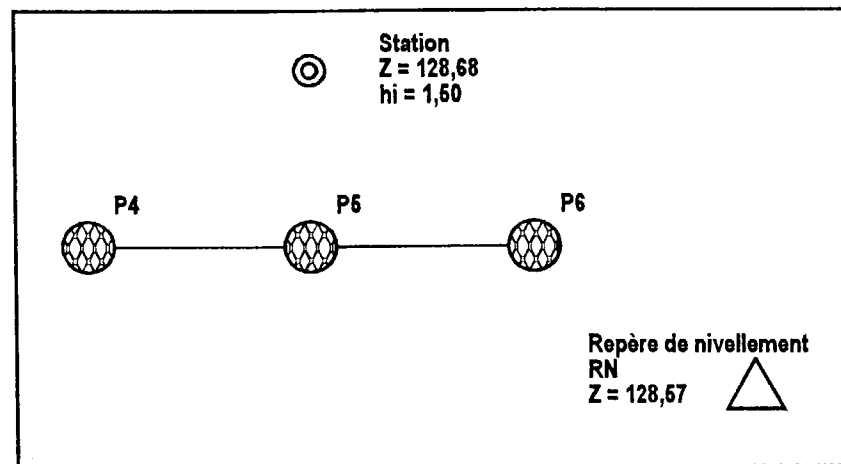 Station
Z = 128,68
hi = 1,50
P4
P5
P6
Repère de nivellement
RN
Z = 128,57